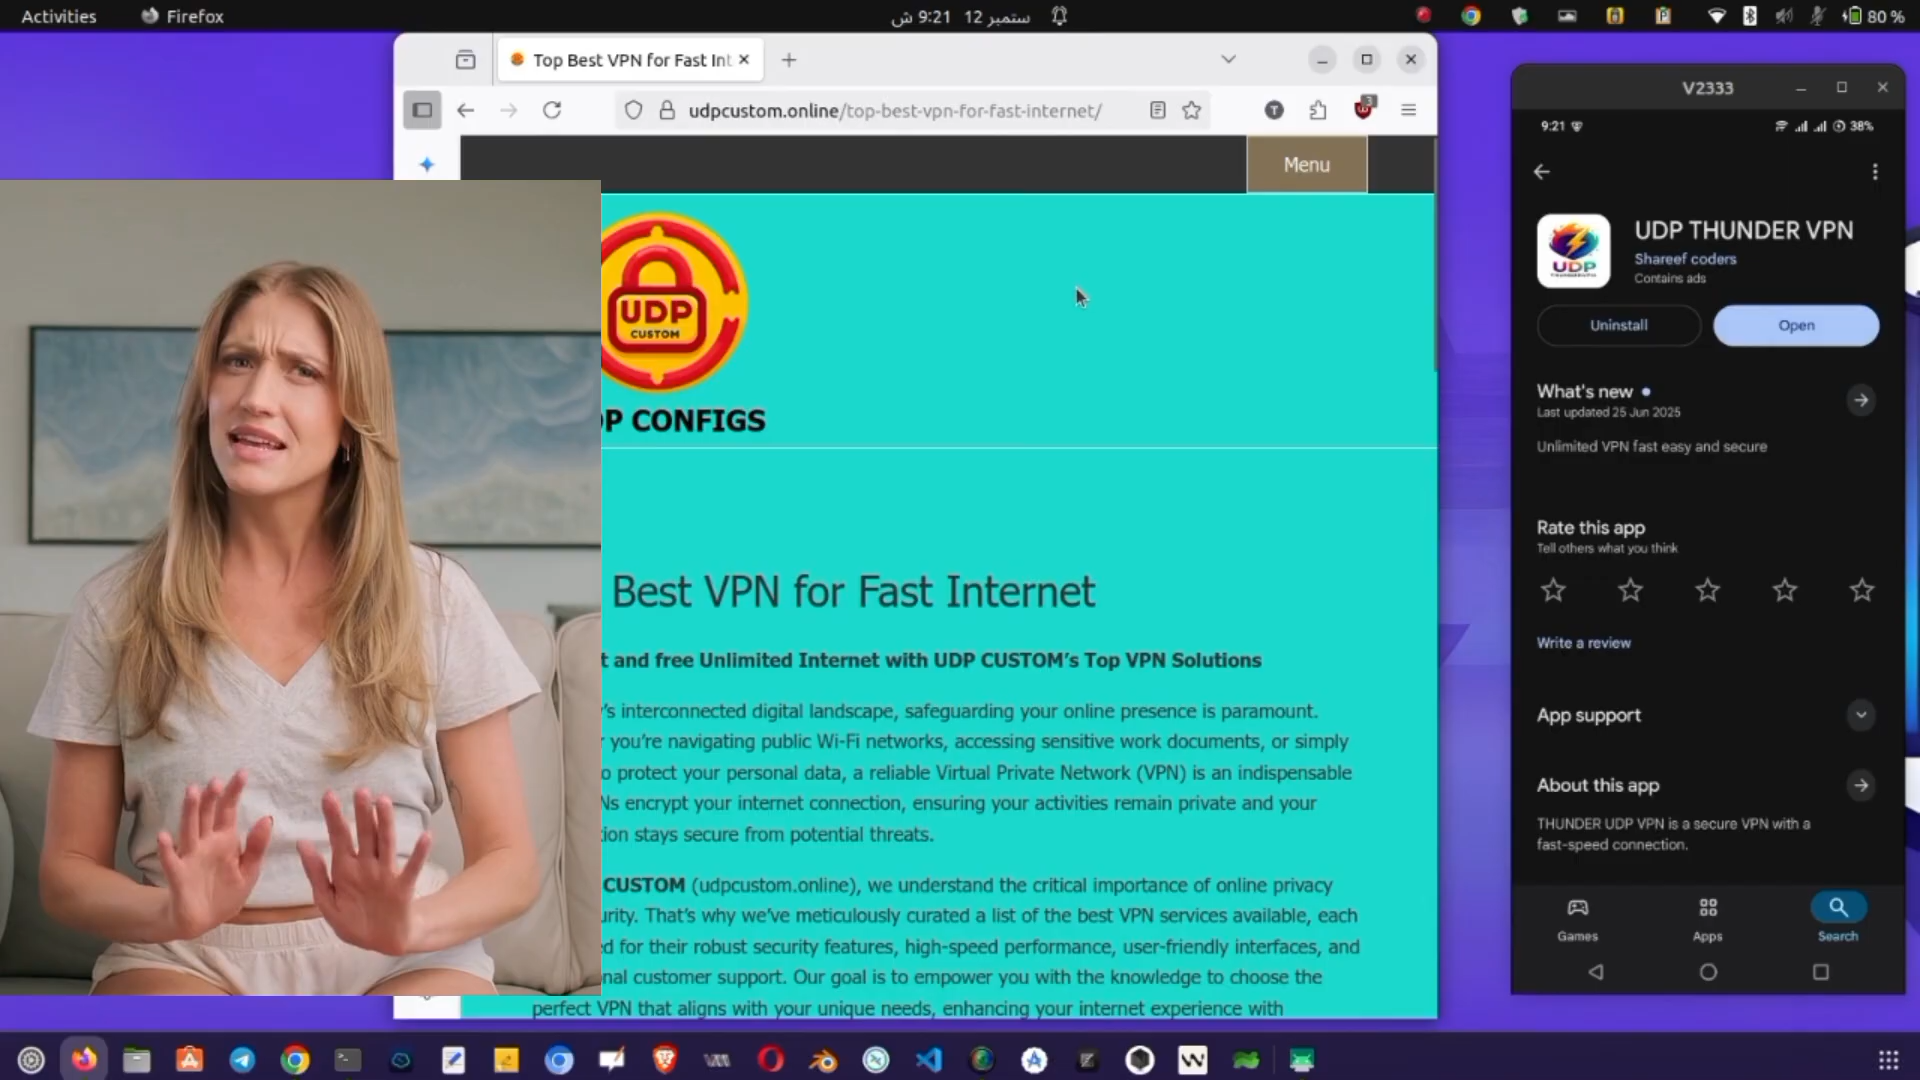 Activities
Firefox
ستمبر 12 9:21 ش
80 %
Top Best VPN for Fast Int
udpcustom.online/top-best-vpn-for-fast-internet/
3
Menu
UDP
CUSTOM
P CONFIGS
Best VPN for Fast Internet
t and free Unlimited Internet with UDP CUSTOM's Top VPN Solutions
's interconnected digital landscape, safeguarding your online presence is paramount.
r you're navigating public Wi-Fi networks, accessing sensitive work documents, or simply
o protect your personal data, a reliable Virtual Private Network (VPN) is an indispensable
Ns encrypt your internet connection, ensuring your activities remain private and your
ion stays secure from potential threats.
CUSTOM (udpcustom.online), we understand the critical importance of online privacy
urity. That's why we've meticulously curated a list of the best VPN services available, each
d for their robust security features, high-speed performance, user-friendly interfaces, and
nal customer support. Our goal is to empower you with the knowledge to choose the
perfect VPN that aligns with your unique needs, enhancing your internet experience with
V2333
9:21
38%
UDP
UDP THUNDER VPN
Shareef coders
Contains ads
Uninstall
Open
What's new
Last updated 25 Jun 2025
Unlimited VPN fast easy and secure
Rate this app
Tell others what you think
Write a review
App support
About this app
THUNDER UDP VPN is a secure VPN with a
fast-speed connection.
Games
Apps
Search